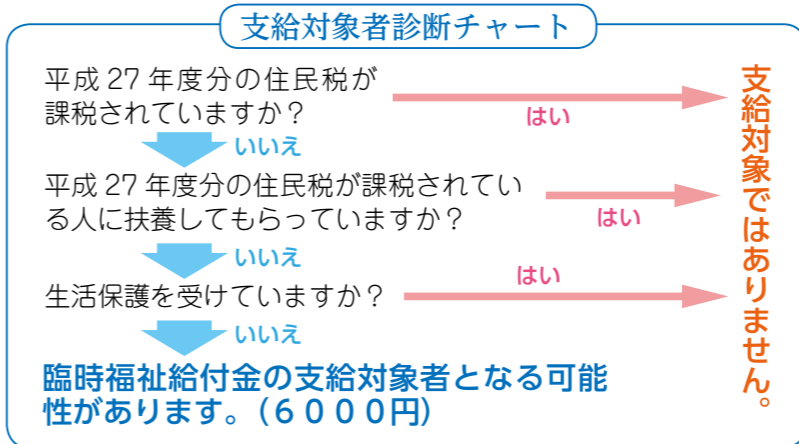 支給対象者診断チャート
平成 27 年度分の住民税が
課税されていますか？
はい
いいえ
平成 27 年度分の住民税が課税されてい
る人に扶養してもらっていますか？
はい
いいえ
生活保護を受けていますか？
はい
いいえ
臨時福祉給付金の支給対象者となる可能
性があります。（６０００円）
支給対象ではありません。